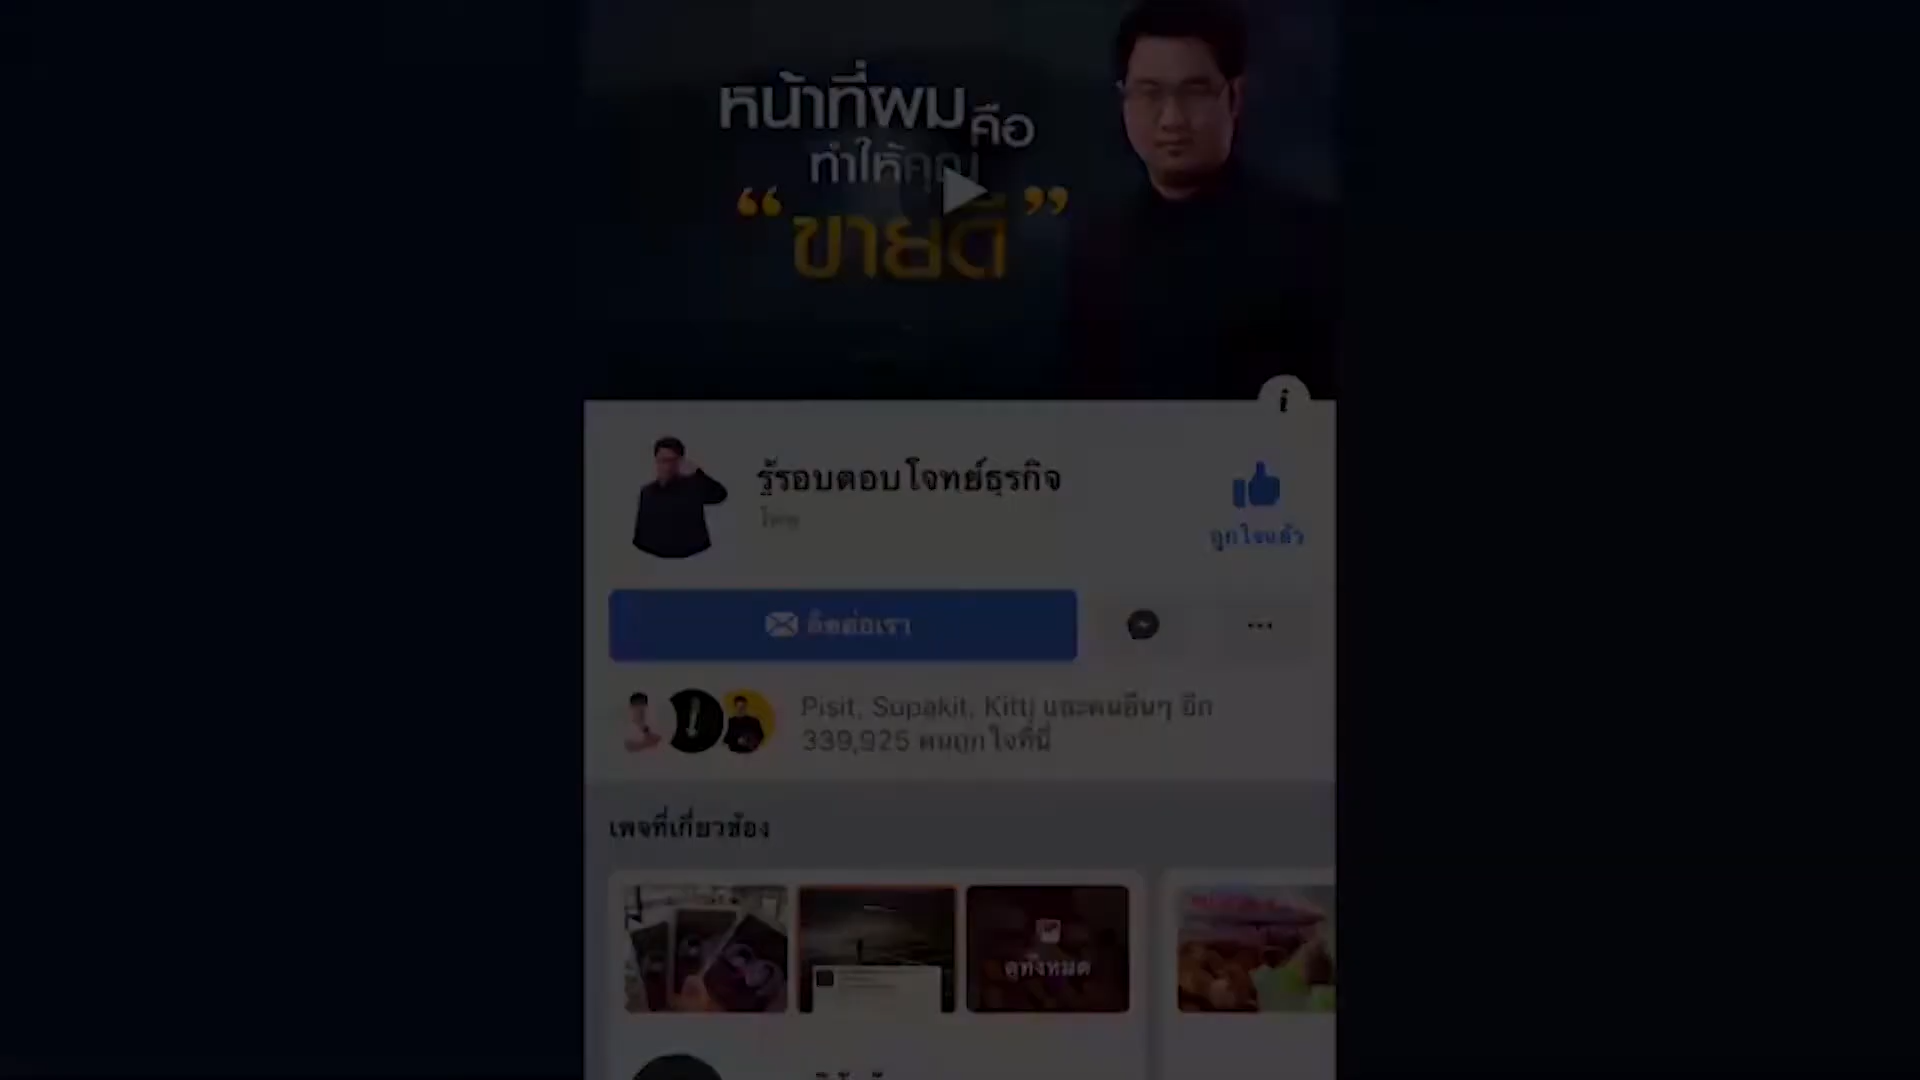 หน้าที่ผมคือ
ทำให้คุณ
“ขายดี”
i
รู้รอบตอบโจทย์ธุรกิจ
ถูกใจแล้ว
ติดต่อเรา
Pisit, Supakit, Kitti และคนอื่นๆ อีก
339,925 คนถูกใจที่นี่
เพจที่เกี่ยวข้อง
ดูทั้งหมด